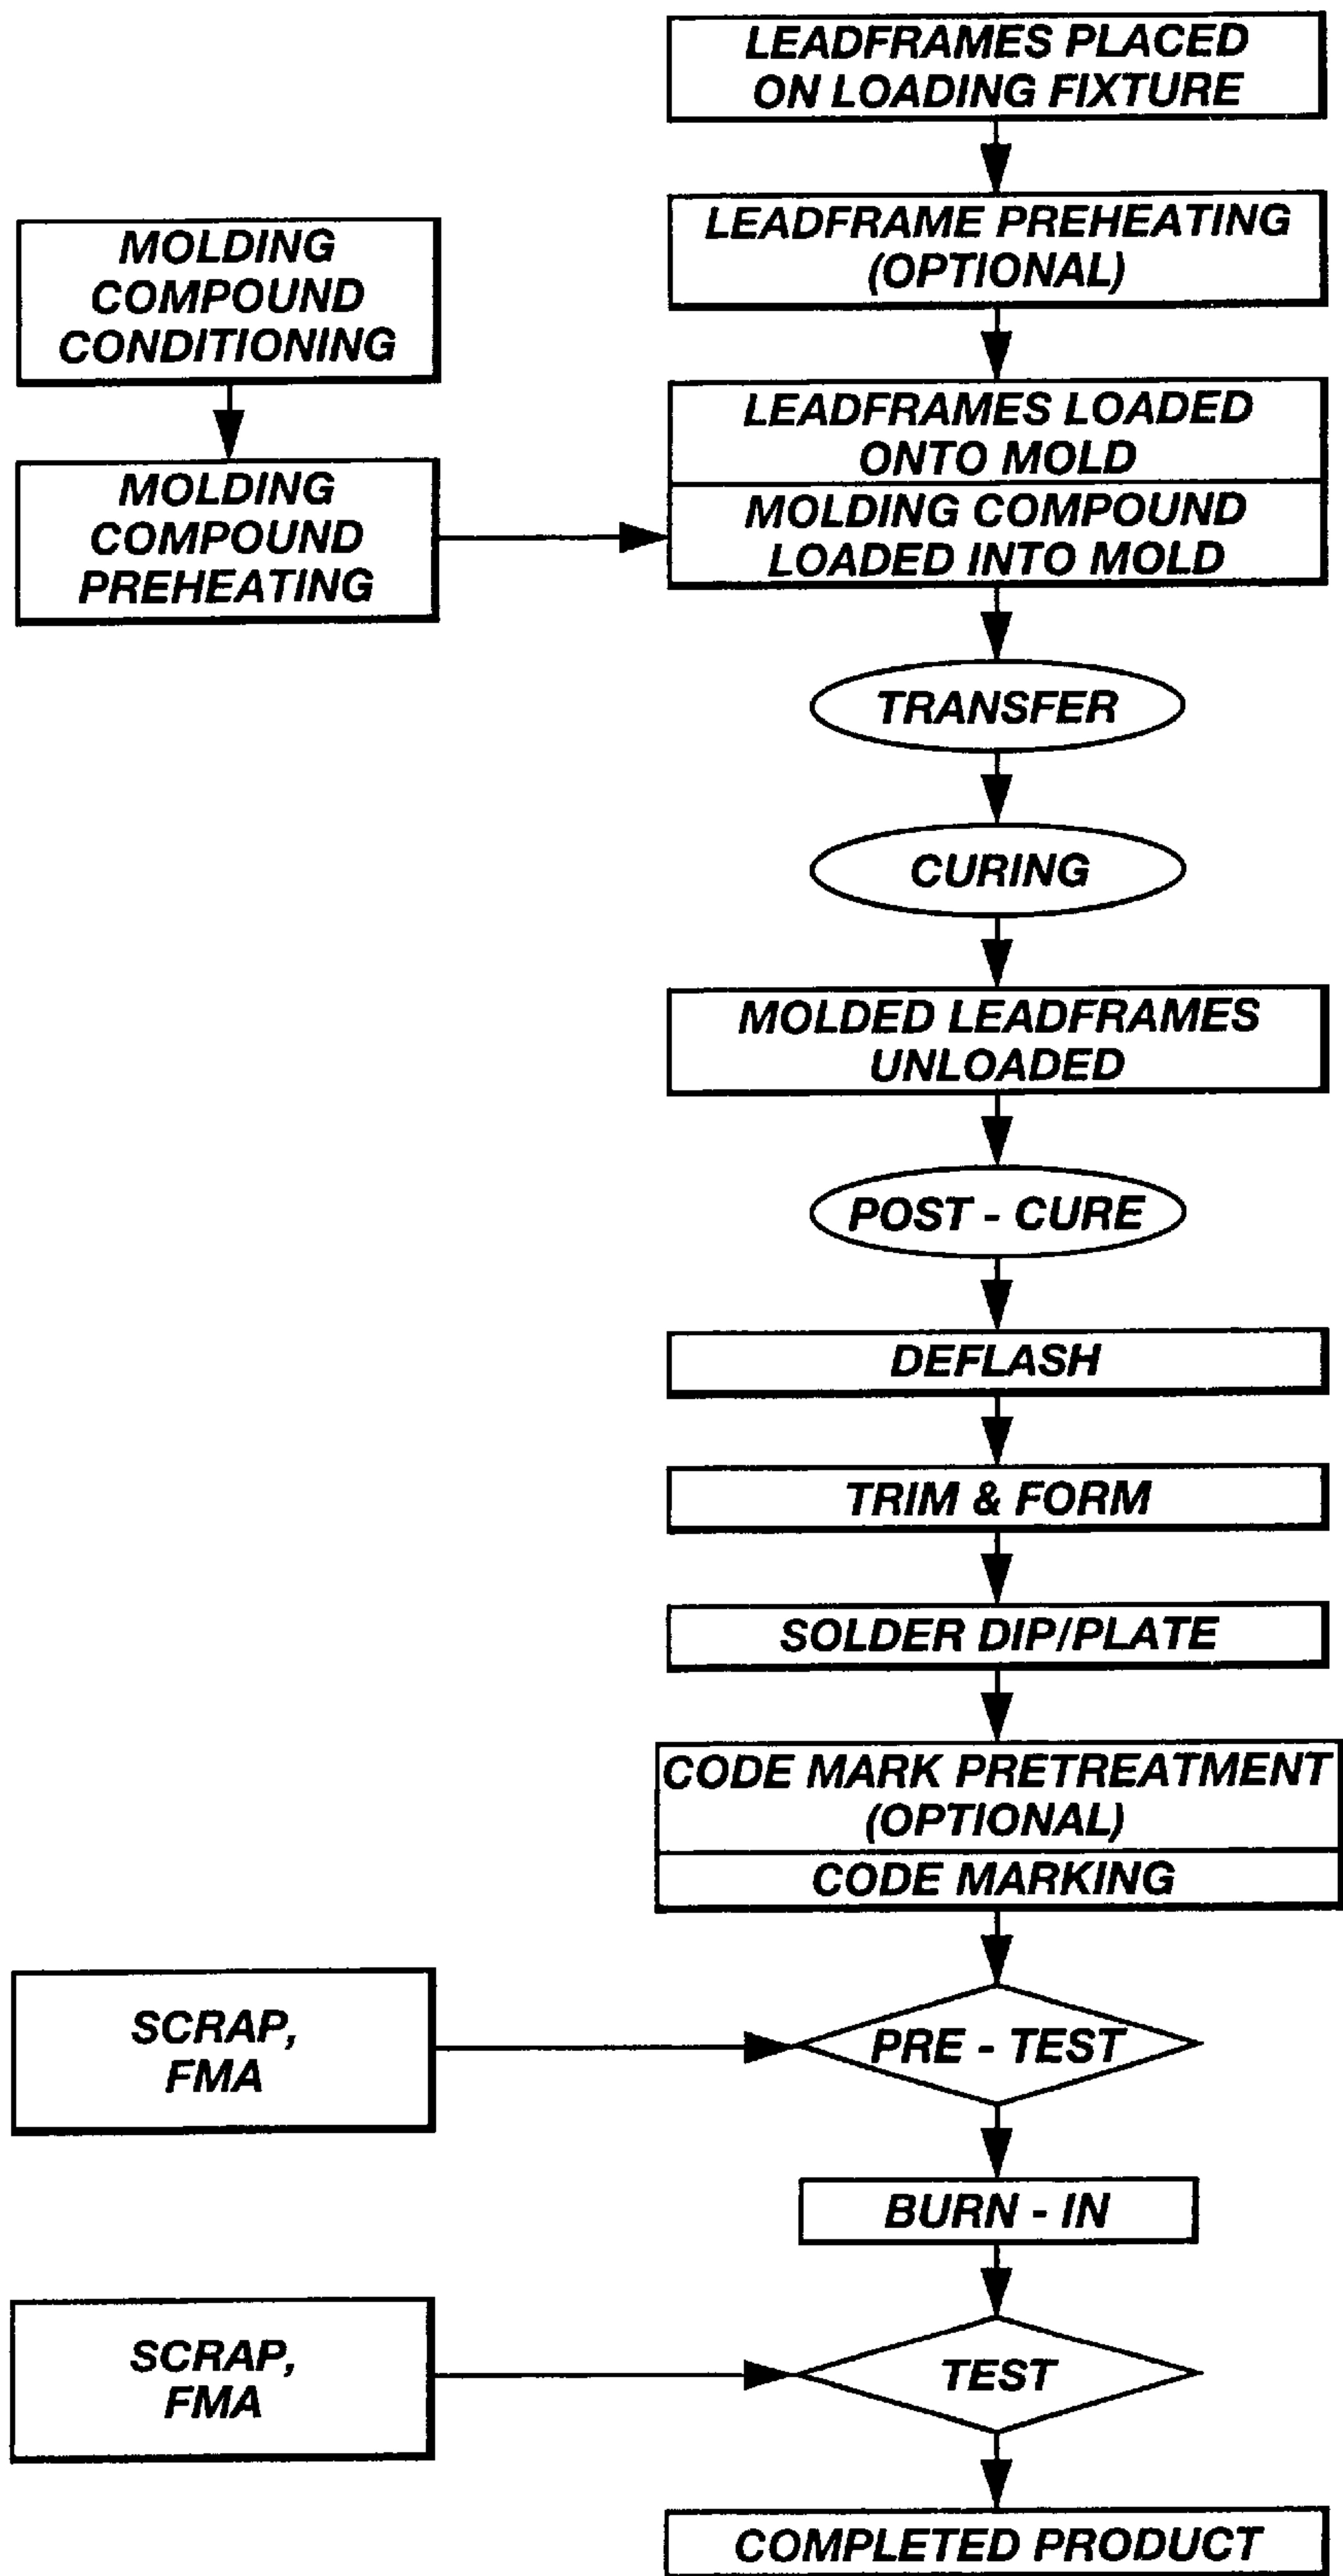 LEADFRAMES PLACED
ON LOADING FIXTURE
LEADFRAME PREHEATING
(OPTIONAL)
MOLDING
COMPOUND
CONDITIONING
LEADFRAMES LOADED
ONTO MOLD
MOLDING
COMPOUND
PREHEATING
MOLDING COMPOUND
LOADED INTO MOLD
TRANSFER
CURING
MOLDED LEADFRAMES
UNLOADED
POST - CURE
DEFLASH
TRIM & FORM
SOLDER DIP/PLATE
CODE MARK PRETREATMENT
(OPTIONAL)
CODE MARKING
SCRAP,
FMA
PRE - TEST
BURN - IN
SCRAP,
FMA
TEST
COMPLETED PRODUCT